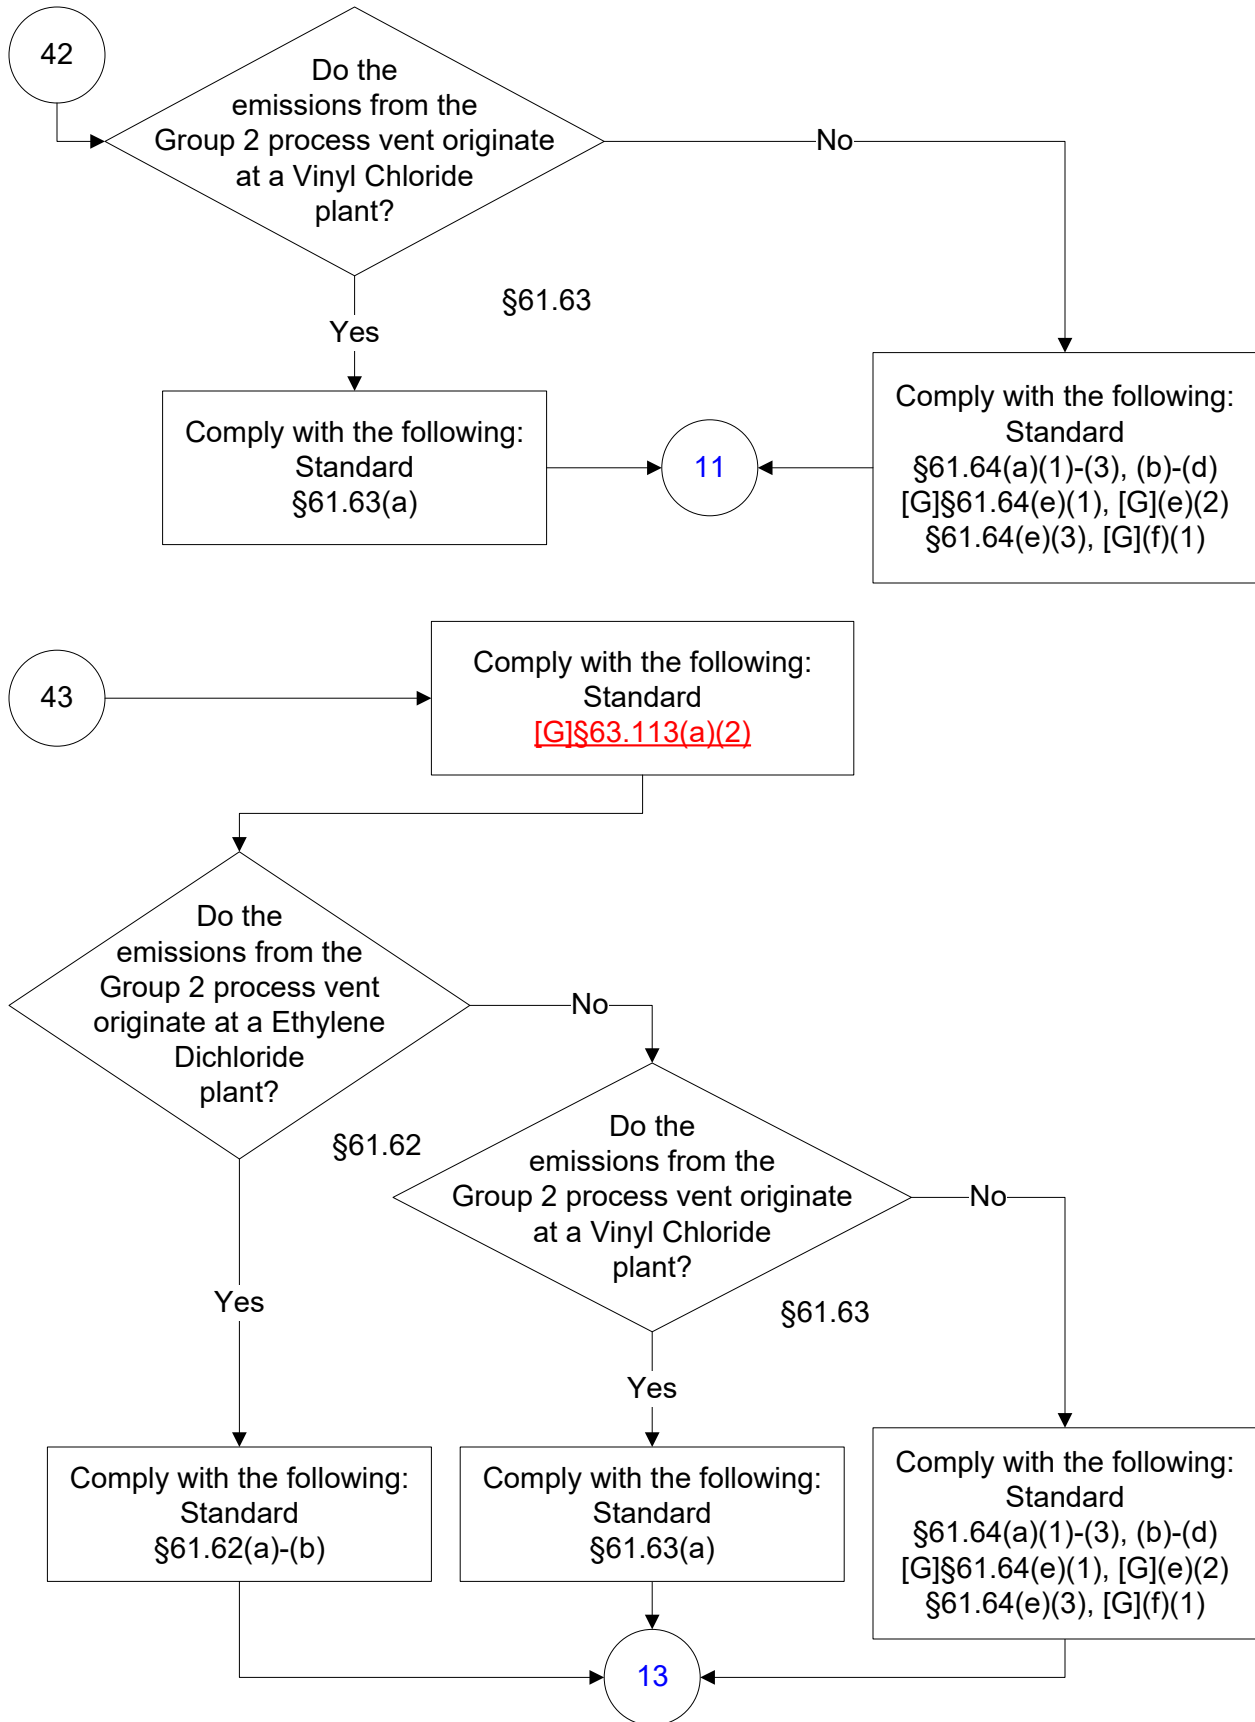 42
Do the
emissions from the
Group 2 process vent originate
at a Vinyl Chloride
plant?
No
§61.63
Yes
Comply with the following:
Standard
§61.63(a)
11
Comply with the following:
Standard
§61.64(a)(1)-(3), (b)-(d)
[G]§61.64(e)(1), [G](e)(2)
§61.64(e)(3), [G](f)(1)
43
Comply with the following:
Standard
[G]§63.113(a)(2)
Do the
emissions from the
Group 2 process vent
originate at a Ethylene
Dichloride
plant?
No
§61.62
Do the
emissions from the
Group 2 process vent originate
at a Vinyl Chloride
plant?
No
§61.63
Yes
Yes
Comply with the following:
Standard
§61.62(a)-(b)
Comply with the following:
Standard
§61.63(a)
Comply with the following:
Standard
§61.64(a)(1)-(3), (b)-(d)
[G]§61.64(e)(1), [G](e)(2)
§61.64(e)(3), [G](f)(1)
13